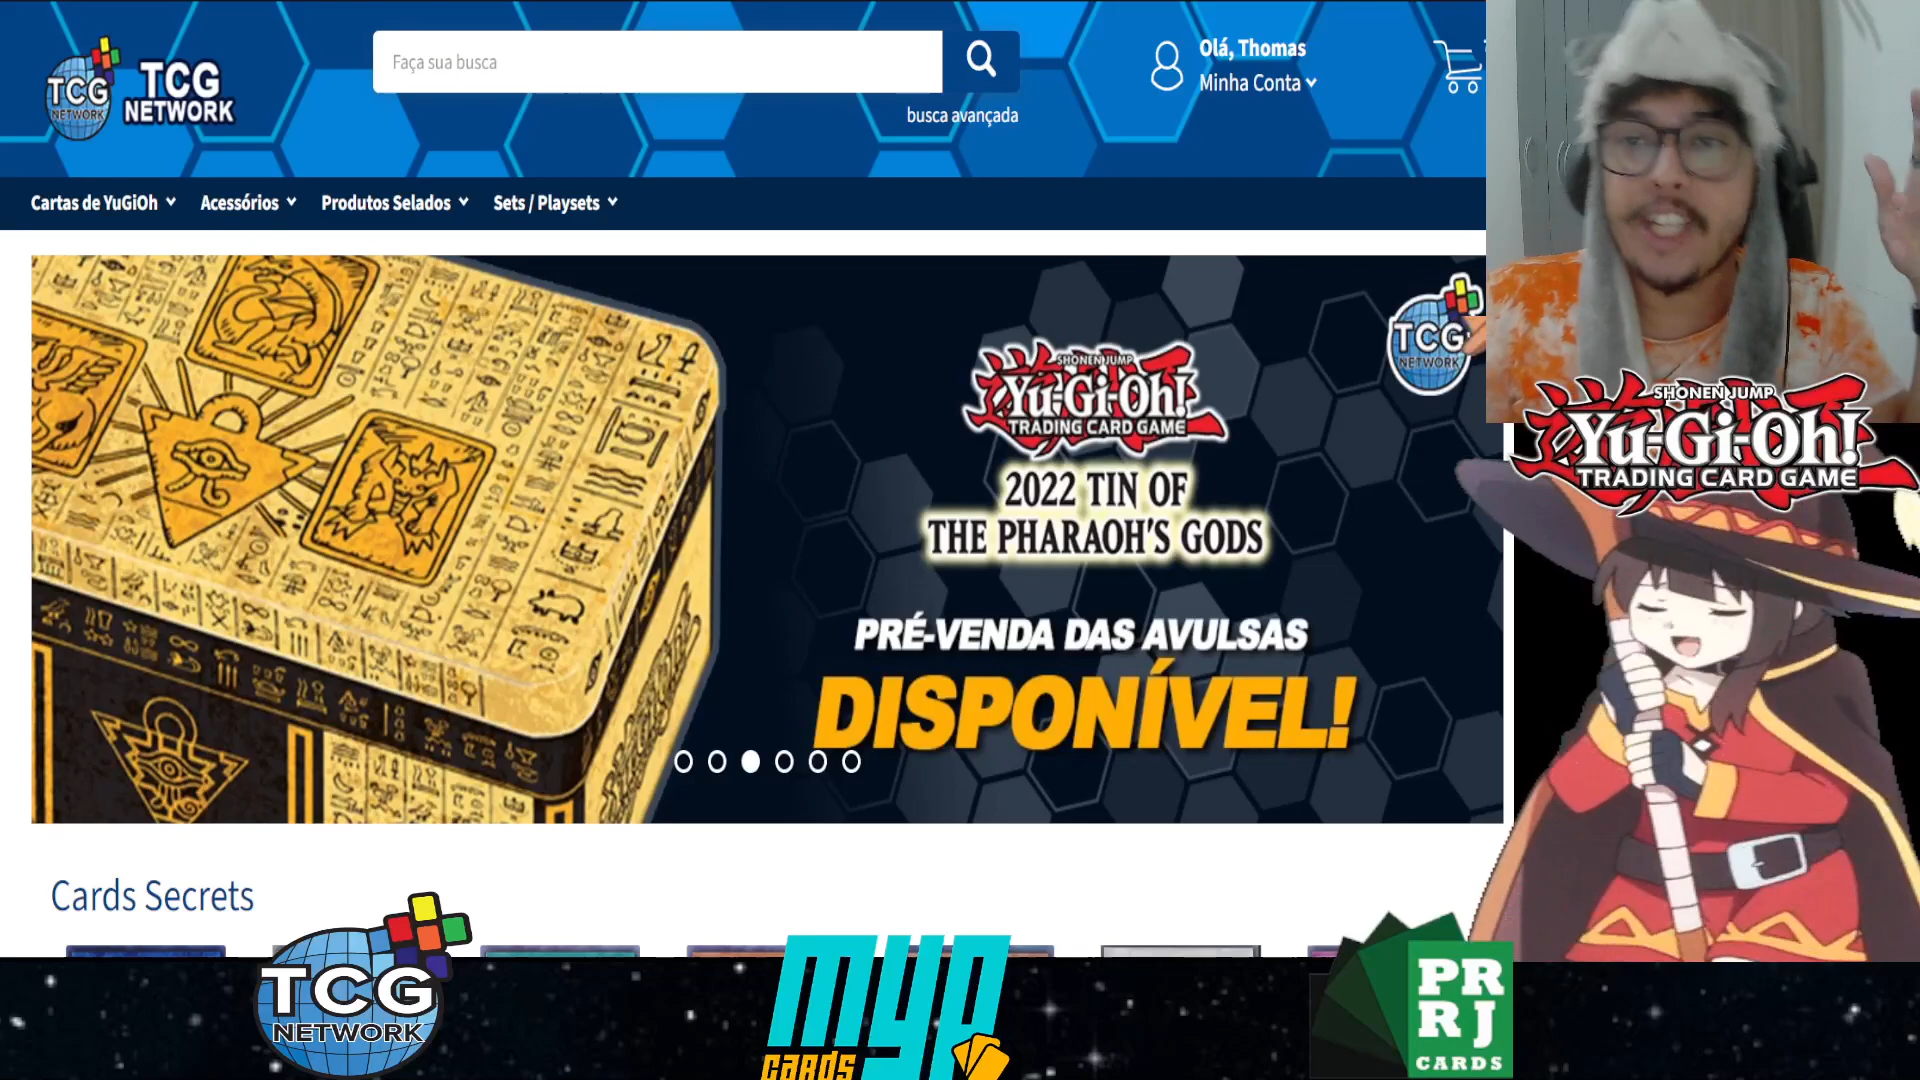 TCG
NETWORK
TCG
NETWORK
Faça sua busca
busca avançada
Olá, Thomas
Minha Conta
Cartas de YuGiOh
Acessórios
Produtos Selados
Sets / Playsets
TCG
NETWORK
SHONEN JUMP
Yu-Gi-Oh!
TRADING CARD GAME
2022 TIN OF
THE PHARAOH'S GODS
PRÉ-VENDA DAS AVULSAS
DISPONÍVEL!
SHONEN JUMP
Yu-Gi-Oh!
TRADING CARD GAME
Cards Secrets
TCG
NETWORK
myp
cards
PR
RJ
CARDS